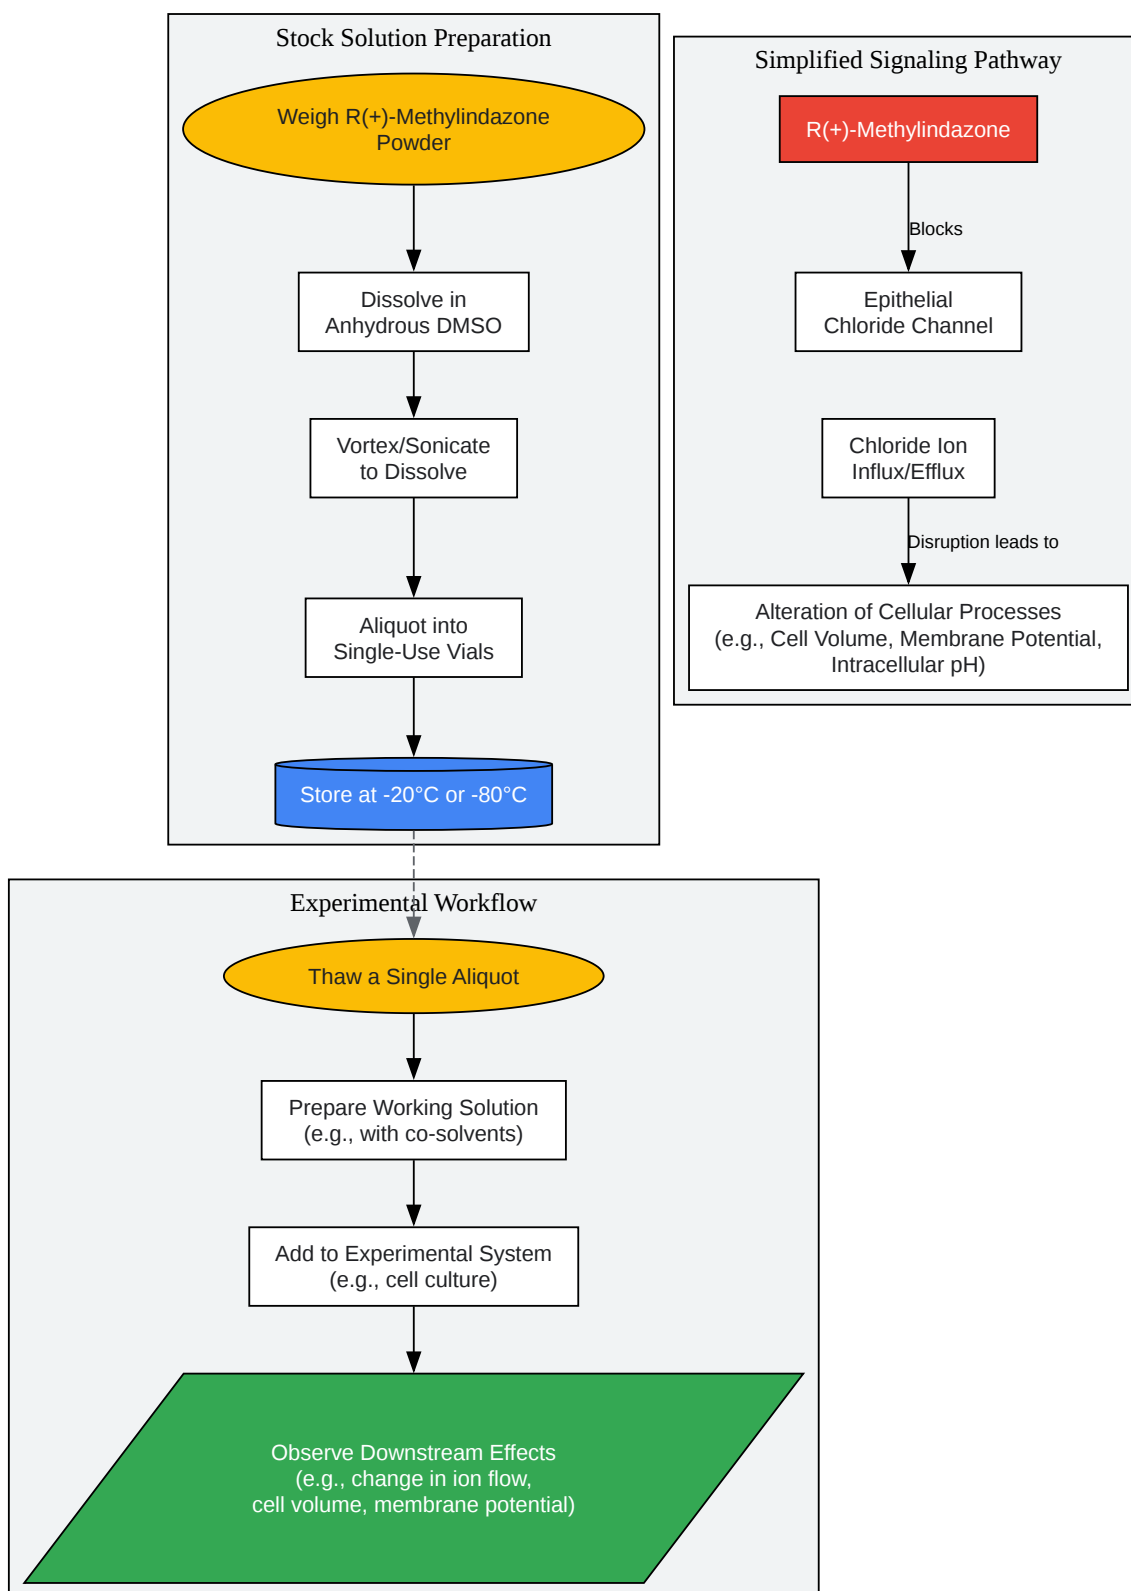 Stock Solution Preparation
Weigh R(+)-Methylindazone
Powder
Dissolve in
Anhydrous DMSO
Vortex/Sonicate
to Dissolve
Aliquot into
Single-Use Vials
Store at -20°C or -80°C
Simplified Signaling Pathway
R(+)-Methylindazone
Blocks
Epithelial
Chloride Channel
Chloride Ion
Influx/Efflux
Disruption leads to
Alteration of Cellular Processes
(e.g., Cell Volume, Membrane Potential,
Intracellular pH)
Experimental Workflow
Thaw a Single Aliquot
Prepare Working Solution
(e.g., with co-solvents)
Add to Experimental System
(e.g., cell culture)
Observe Downstream Effects
(e.g., change in ion flow,
cell volume, membrane potential)